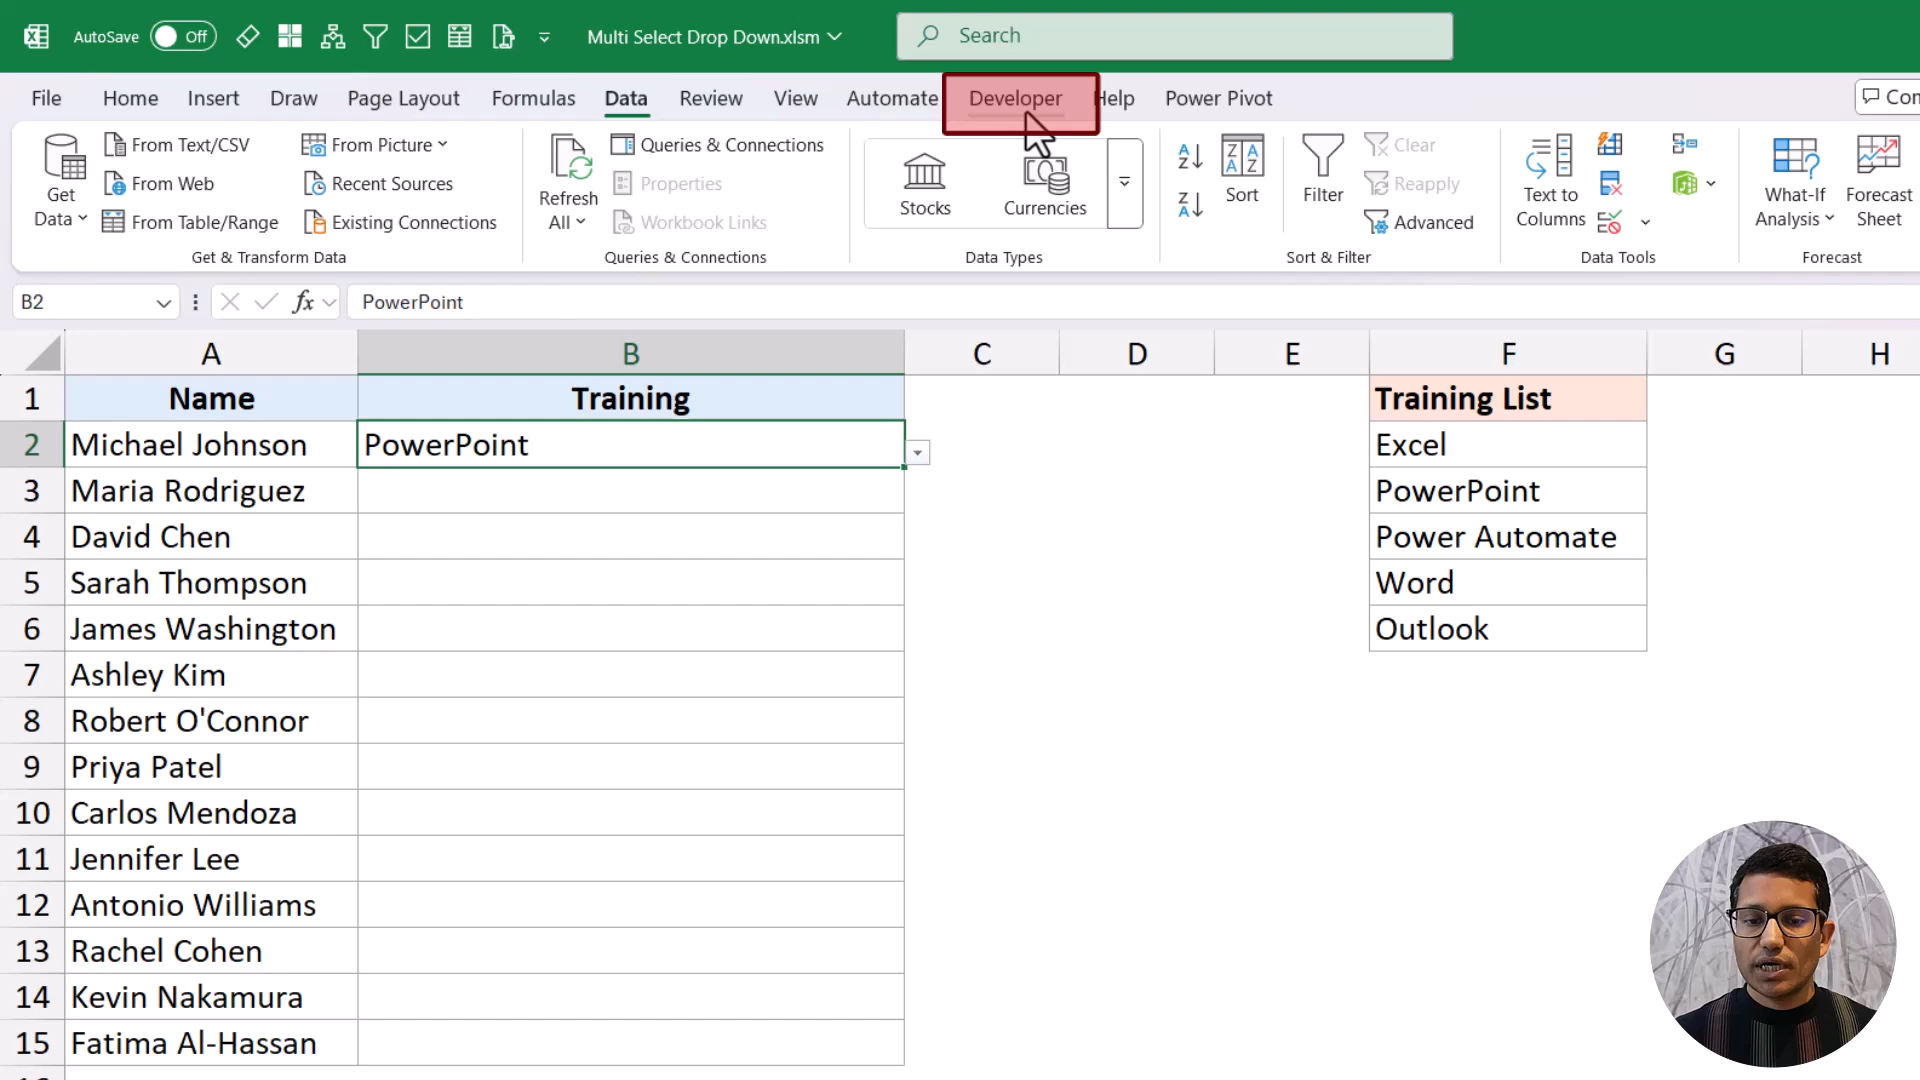 AutoSave Off Multi Select Drop Down.xlsm Search
File Home Insert Draw Page Layout Formulas Data Review View Automate Developer Help Power Pivot Com
Get Data
From Text/CSV
From Web
From Table/Range
From Picture
Recent Sources
Existing Connections
Get & Transform Data
Refresh All
Queries & Connections
Properties
Workbook Links
Queries & Connections
Stocks Currencies
Data Types
Sort Filter
Clear
Reapply
Advanced
Sort & Filter
Text to Columns
Data Tools
What-If Analysis
Forecast Sheet
Forecast
B2 fx PowerPoint
A B C D E F G H
1 Name Training Training List
2 Michael Johnson PowerPoint Excel
3 Maria Rodriguez PowerPoint
4 David Chen Power Automate
5 Sarah Thompson Word
6 James Washington Outlook
7 Ashley Kim
8 Robert O'Connor
9 Priya Patel
10 Carlos Mendoza
11 Jennifer Lee
12 Antonio Williams
13 Rachel Cohen
14 Kevin Nakamura
15 Fatima Al-Hassan